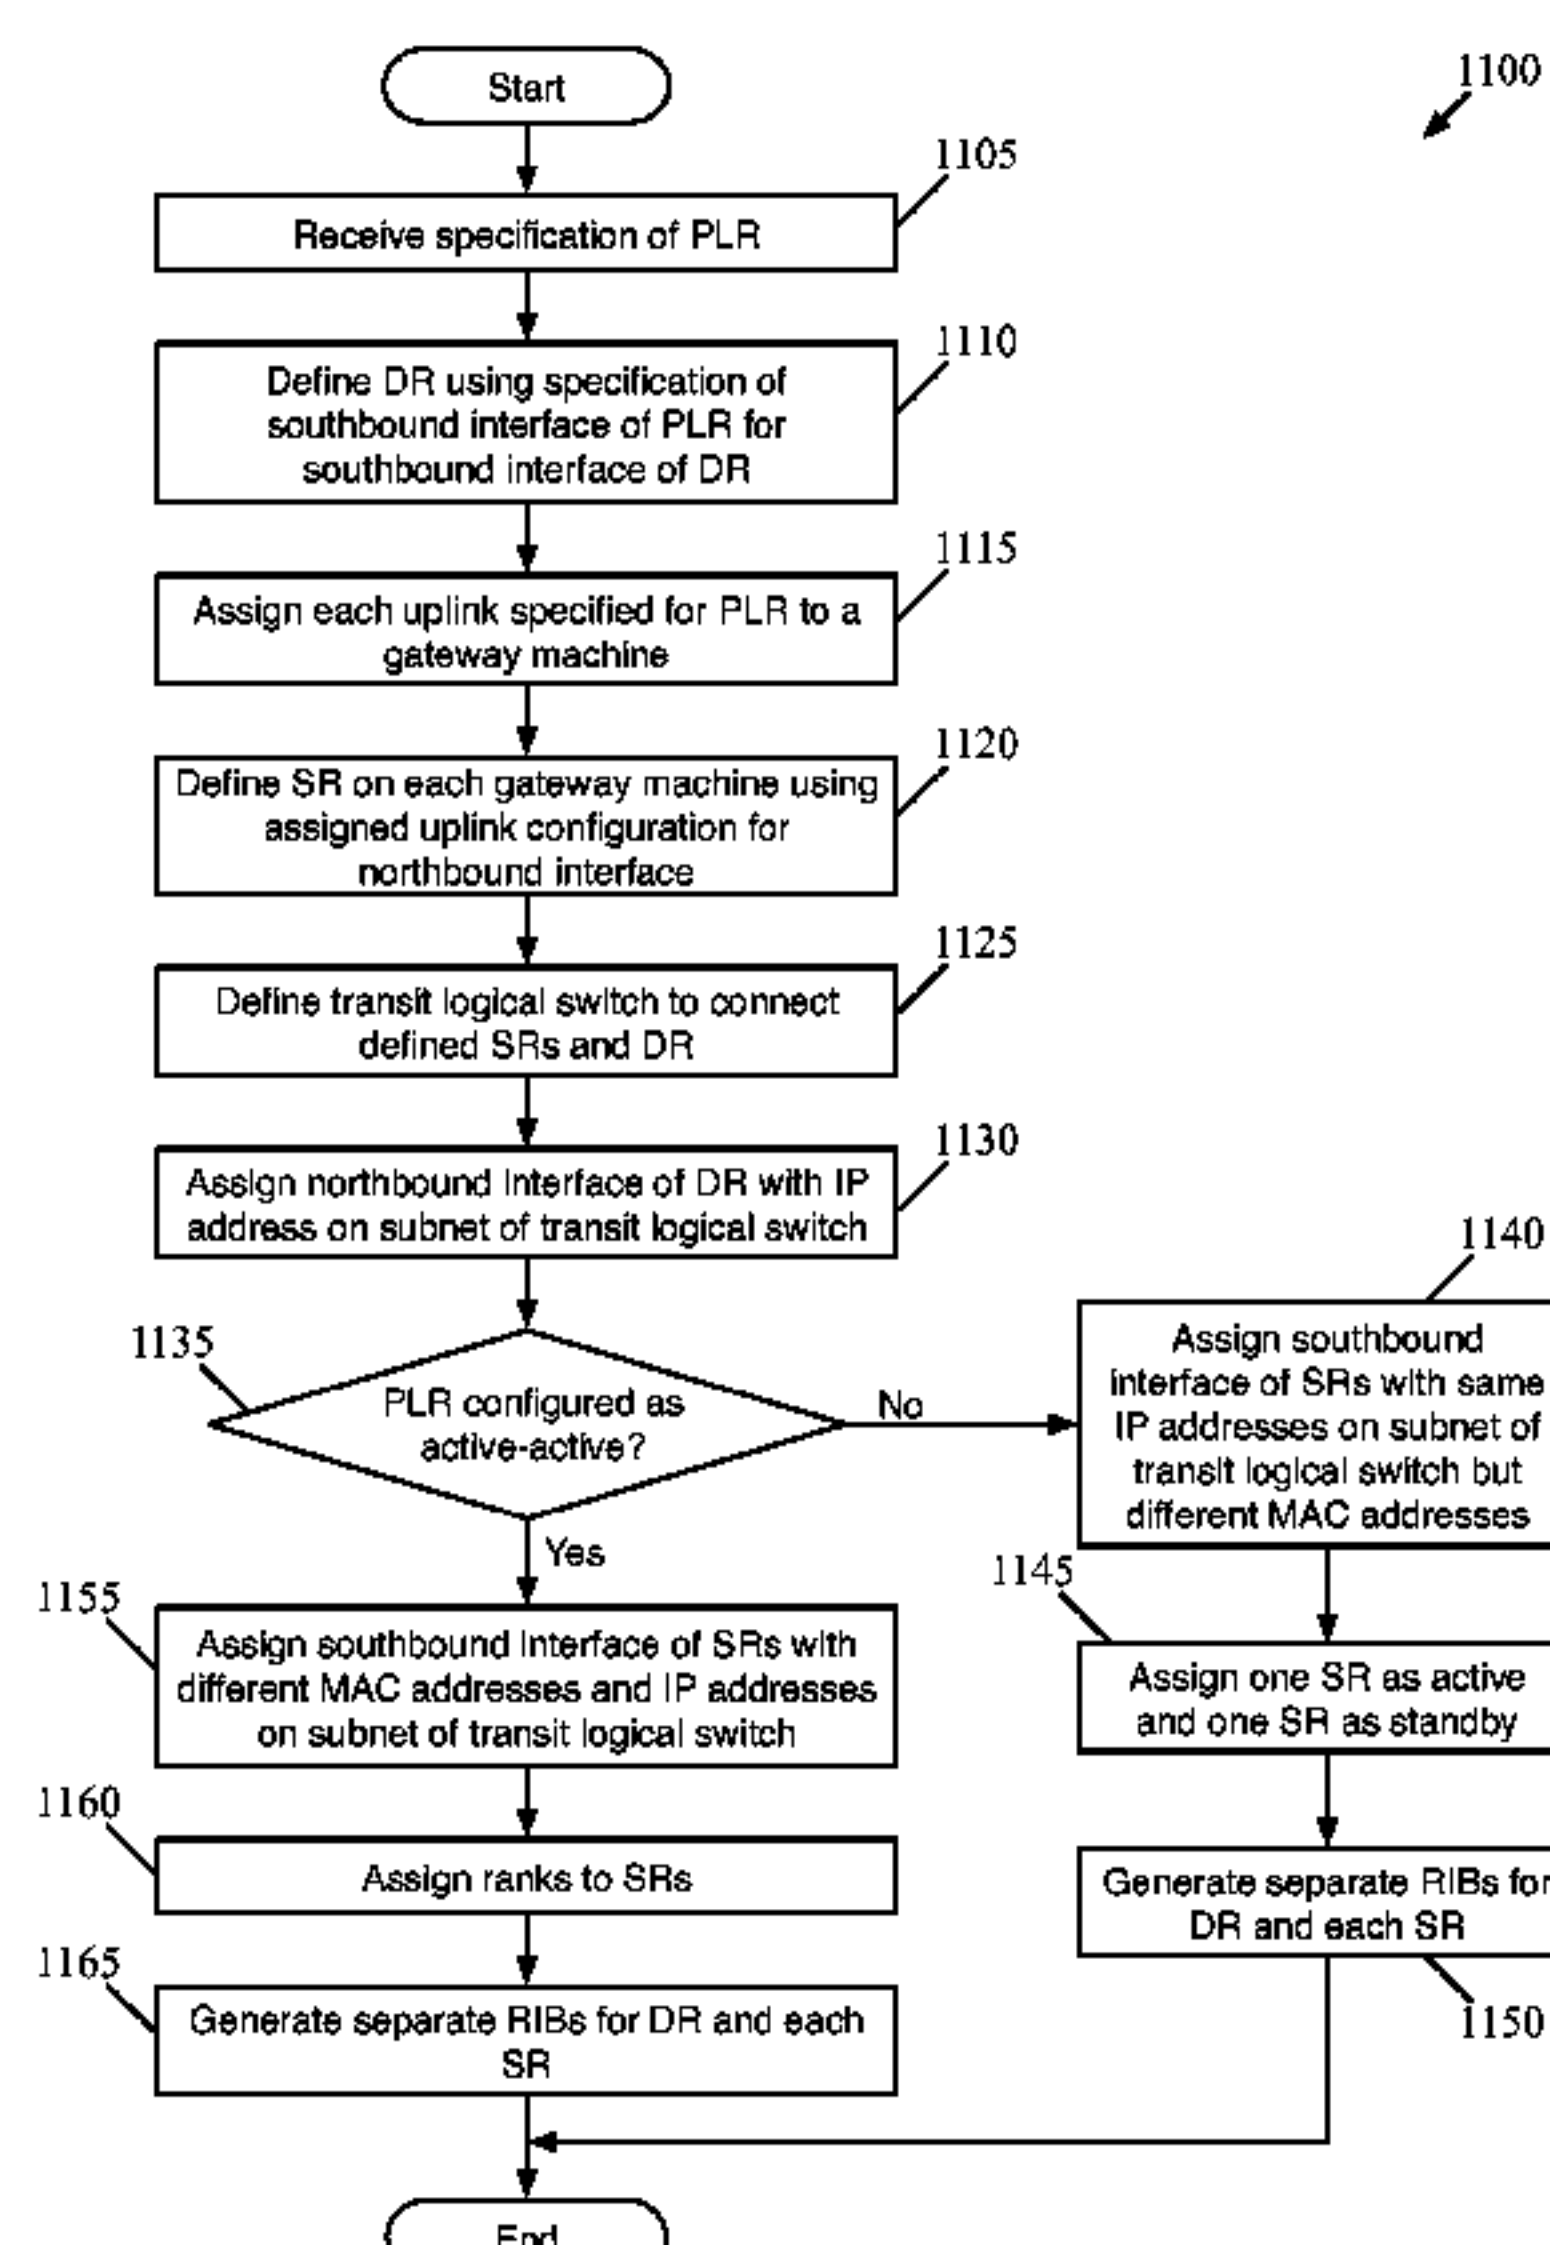 Start
1100
1105
Receive specification of PLR
1110
Define DR using specification of
southbound interface of PLR for
southbound interface of DR
1115
Assign each uplink specified for PLR to a
gateway machine
1120
Define SR on each gateway machine using
assigned uplink configuration for
northbound interface
1125
Define transit logical switch to connect
defined SRs and DR
1130
Assign northbound interface of DR with IP
address on subnet of transit logical switch
1135
PLR configured as
active-active?
No
Yes
1140
Assign southbound
interface of SRs with same
IP addresses on subnet of
transit logical switch but
different MAC addresses
1145
Assign one SR as active
and one SR as standby
Generate separate RIBs for
DR and each SR
1150
1155
Assign southbound interface of SRs with
different MAC addresses and IP addresses
on subnet of transit logical switch
1160
Assign ranks to SRs
1165
Generate separate RIBs for DR and each
SR
End